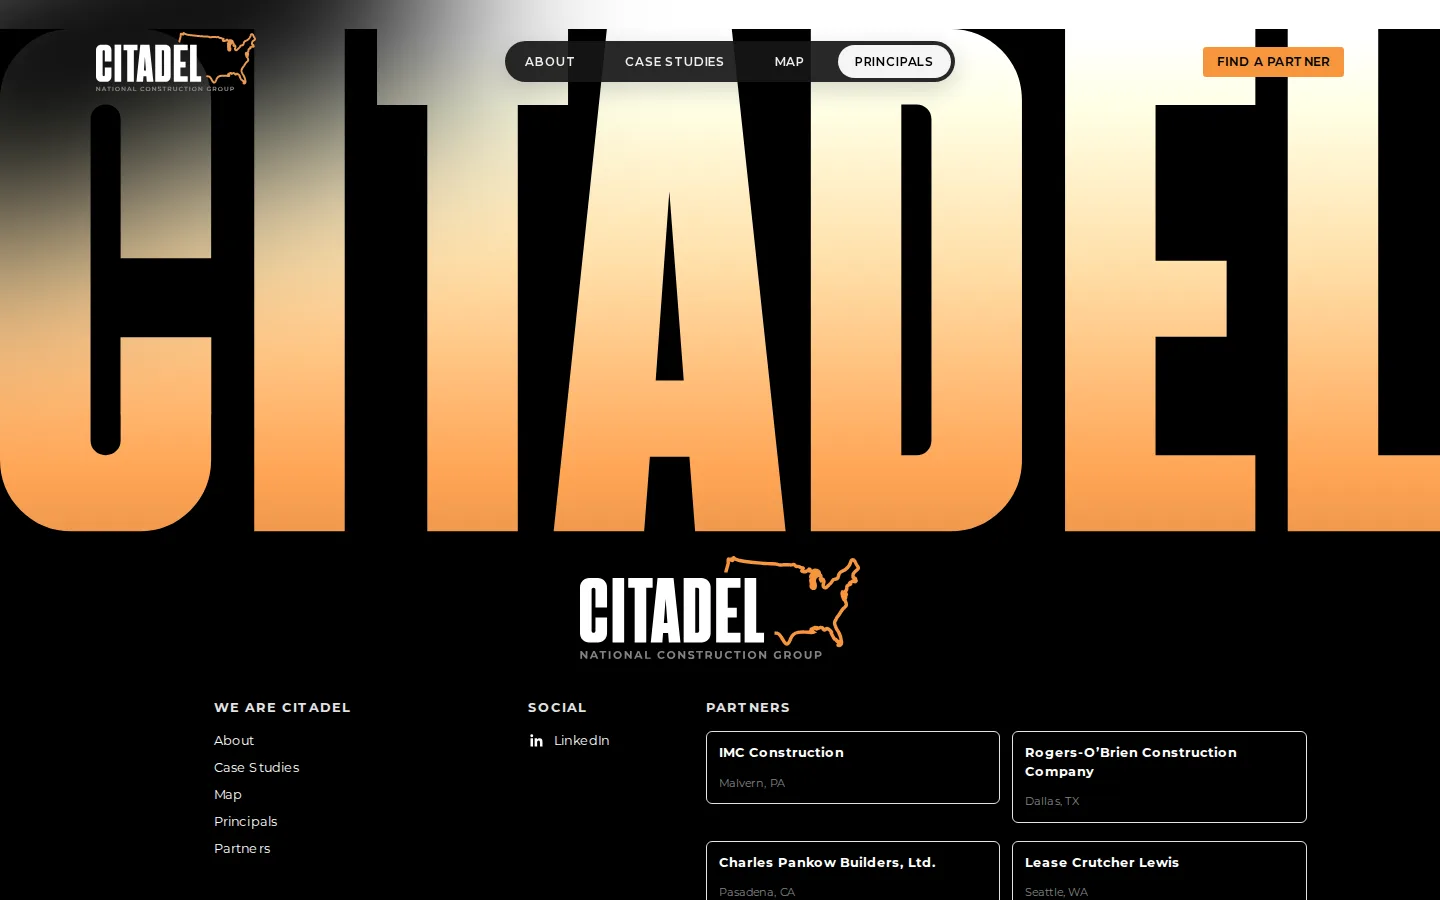 CITADEL
NATIONAL CONSTRUCTION GROUP
ABOUT
CASE STUDIES
MAP
PRINCIPALS
FIND A PARTNER
CITADEL
CITADEL
NATIONAL CONSTRUCTION GROUP
WE ARE CITADEL
About
Case Studies
Map
Principals
Partners
SOCIAL
LinkedIn
PARTNERS
IMC Construction
Malvern, PA
Rogers-O’Brien Construction
Company
Dallas, TX
Charles Pankow Builders, Ltd.
Pasadena, CA
Lease Crutcher Lewis
Seattle, WA